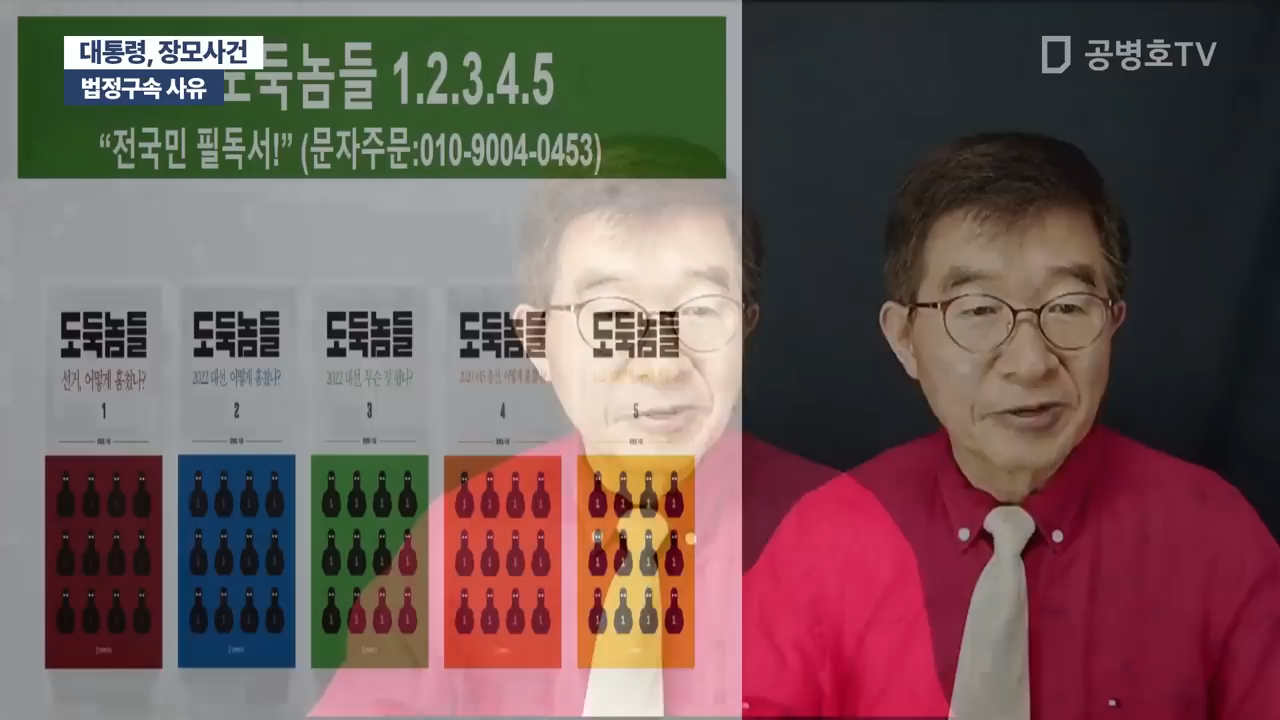 대통령, 장모사건
법정구속 사유
도둑놈들 1.2.3.4.5
“전국민 필독서!” (문자주문:010-9004-0453)
공병호TV
도둑놈들
선거, 어떻게 훔쳤나?
1
도둑놈들
2022 대선, 어떻게 훔쳤나?
2
도둑놈들
2022 대선, 무슨 짓 했나?
3
도둑놈들
4
도둑놈들
5